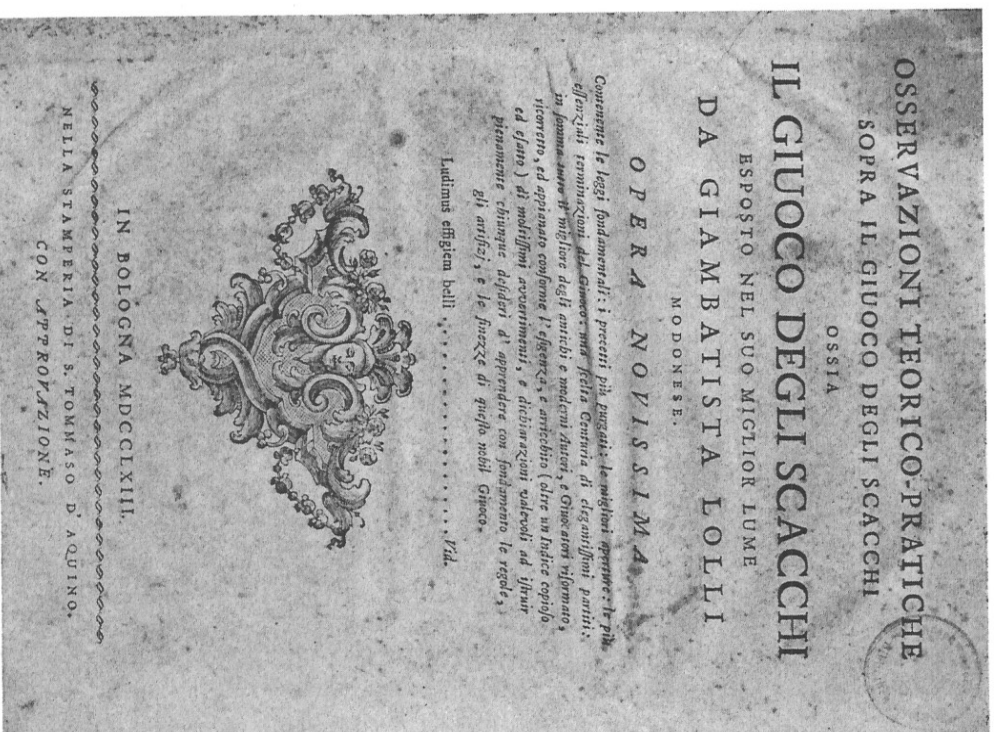 OSSERVAZIONI TEORICO-PRATICHE
SOPRA IL GIUOCO DEGLI SCACCHI
OSSIA
IL GIUOCO DEGLI SCACCHI
ESPOSTO NEL SUO MIGLIOR LUME
DA GIAMBATISTA LOLLI
MODONESE.
OPERA NOVISSIMA
Contenente le leggi fondamentali: i precetti più purgati: le migliori aperture: le più
eſſenziali terminazioni del Giuoco: una ſcelta Centuria di elegantiſſimi partiti:
in ſomma tutto il migliore degli antichi e moderni Autori, e Giuocatori riformato,
ricorretto, ed appianato conforme l'eſigenza, e arricchito (oltre un Indice copioſo
ed eſatto) di moltiſſimi avvertimenti, e dichiarazioni valevoli ad iſtruir
pienamente chiunque deſideri d'apprendere con fondamento le regole,
gli artifizj, e le finezze di queſto nobil Giuoco.
Ludimus effigiem belli ..................Vid.
IN BOLOGNA MDCCLXIII.
NELLA STAMPERIA DI S. TOMMASO D' AQUINO.
CON APPROVAZIONE.